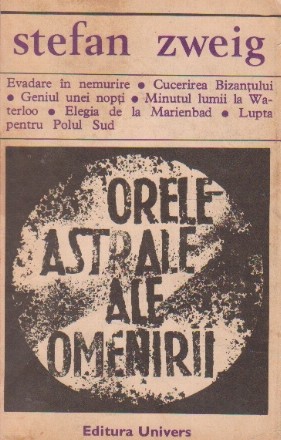 stefan zweig
Evadare în nemurire ● Cucerirea Bizanțului
● Geniul unei nopți ● Minutul lumii la Wa-
terloo ● Elegia de la Marienbad ● Lupta
pentru Polul Sud
ORELE
ASTRALE
ALE
OMENIRII
Editura Univers